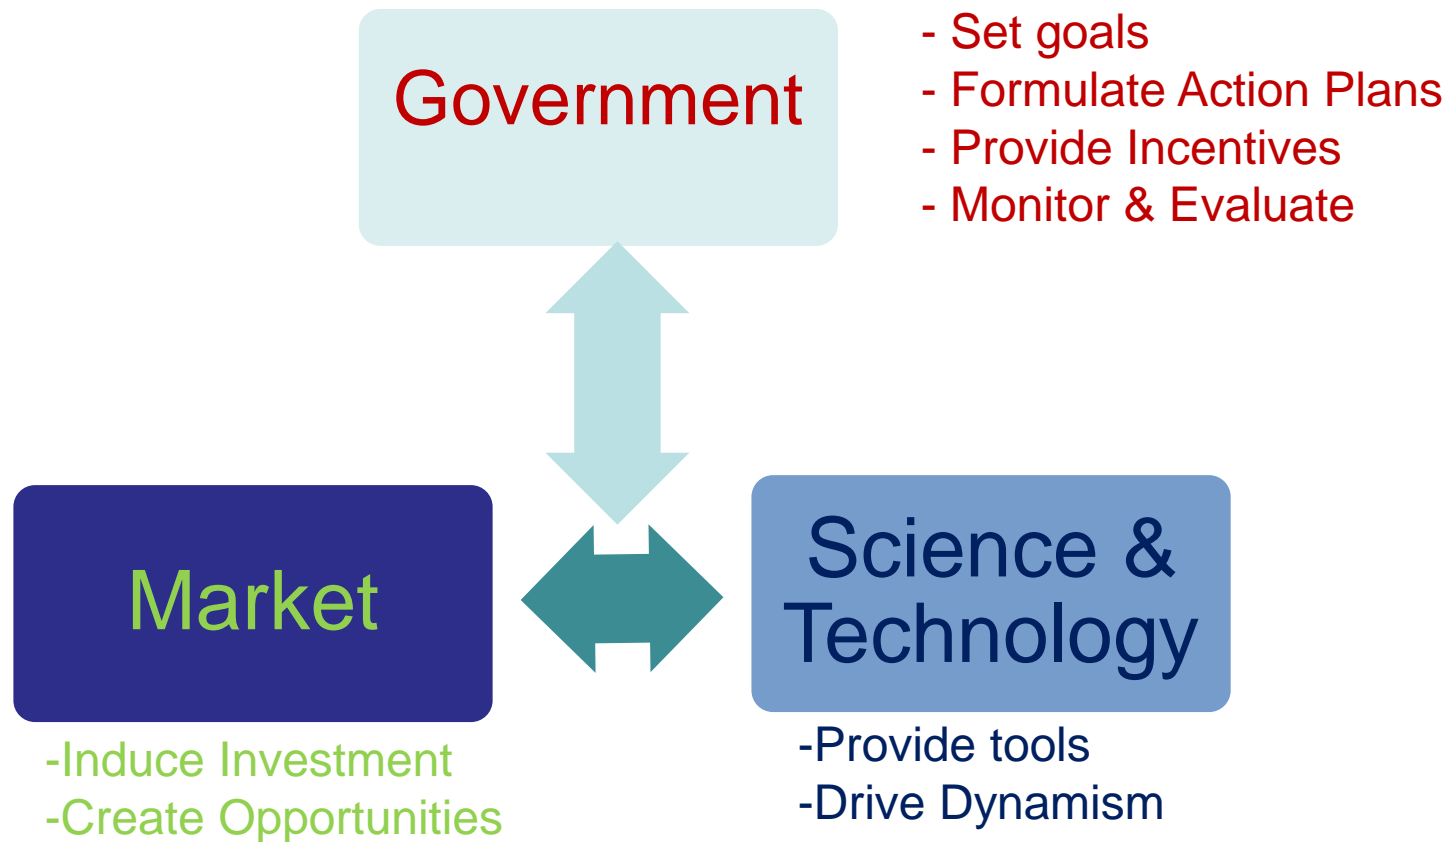 Government
- Set goals
- Formulate Action Plans
- Provide Incentives
- Monitor & Evaluate
Market
Science &
Technology
-Induce Investment
-Create Opportunities
-Provide tools
-Drive Dynamism